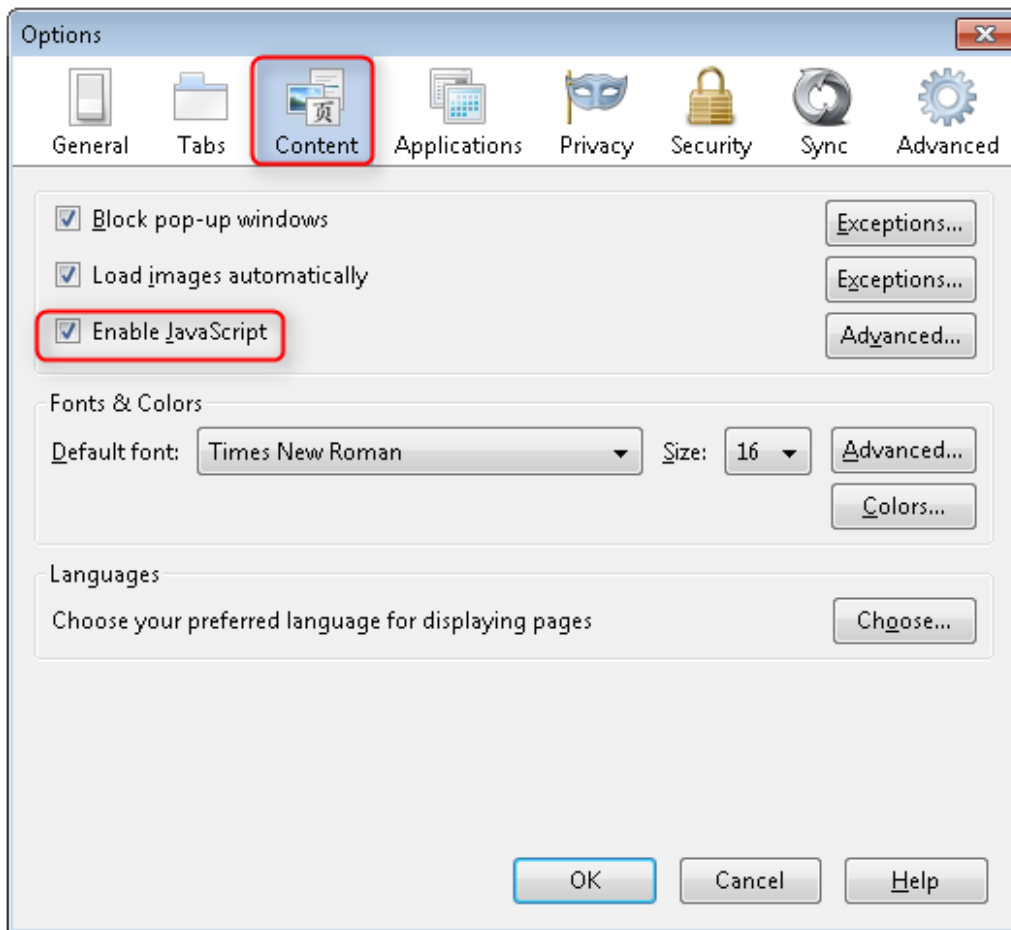 Options
General Tabs Content Applications Privacy Security Sync Advanced
页
Block pop-up windows Exceptions...
Load images automatically Exceptions...
Enable JavaScript Advanced...
Fonts & Colors
Default font: Times New Roman Size: 16 Advanced...
Colors...
Languages
Choose your preferred language for displaying pages Choose...
OK Cancel Help